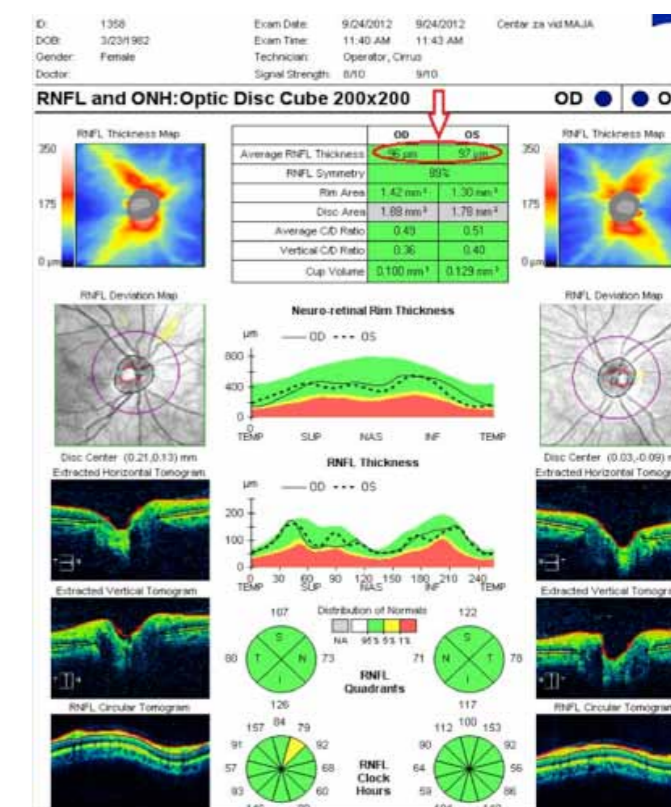 ID: 1358 Exam Date: 9/24/2012 9/24/2012 Centar za vid MAJA
DOB: 3/23/1982 Exam Time: 11:40 AM 11:43 AM
Gender: Female Technician: Operator, Cirrus
Doctor: Signal Strength: 8/10 9/10
RNFL and ONH:Optic Disc Cube 200x200 OD O
RNFL Thickness Map OD OS RNFL Thickness Map
350 350
Average RNFL Thickness 97 µm
RNFL Symmetry 89%
Rim Area 1.42 mm² 1.30 mm²
175 175
Disc Area 1.88 mm² 1.78 mm²
Average C/D Ratio 0.49 0.51
Vertical C/D Ratio 0.36 0.40
0 µm 0 µm
Cup Volume 0.100 mm³ 0.129 mm³
RNFL Deviation Map RNFL Deviation Map
Neuro-retinal Rim Thickness
µm OD OS
800
400
0
0
TEMP SUP NAS INF TEMP
Disc Center (0.21,0.13) mm Disc Center (0.03,-0.09)
Extracted Horizontal Tomogram Extracted Horizontal
RNFL Thickness
µm OD OS
200
100
0
0 30 60 90 120 150 180 210 240
TEMP SUP NAS INF TEMP
Extracted Vertical Tomogram Extracted Vertical
107 Distribution of Normals 122
NA 95% 5% 1%
S S
80 T N 73 71 N T 78
I I
RNFL
Quadrants
126 117
RNFL Circular Tomogram RNFL Circular Tomogram
157 84 79 112 100 153
91 92 90 92
57 68 RNFL 64 56
Clock
93 60 Hours 59 86